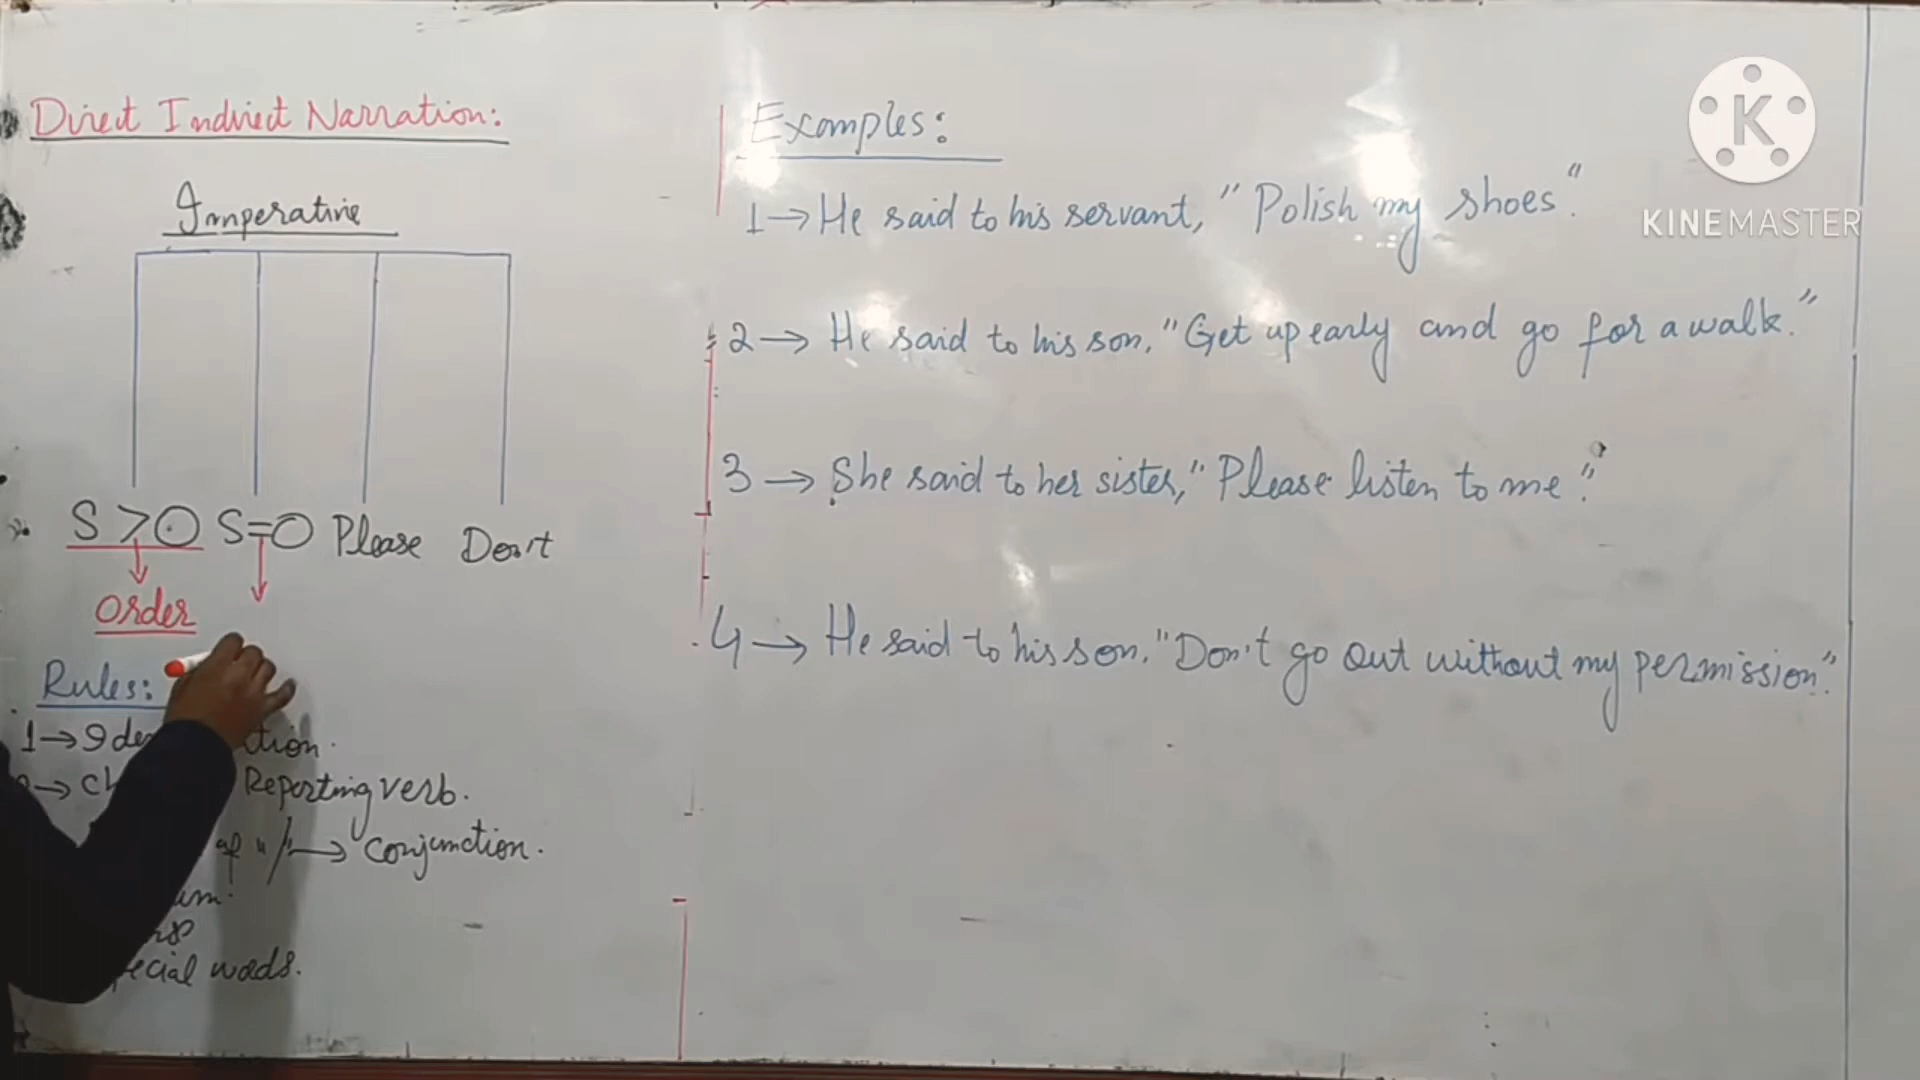 Direct Indirect Narration:
Imperative
S > O S = O Please Don't
Order
Rules:
1→
Reporting verb.
of " / " → Conjunction.
words.
Examples:
1→ He said to his servant, "Polish my shoes".
2→ He said to his son, "Get up early and go for a walk."
3→ She said to her sister, "Please listen to me".
4→ He said to his son, "Don't go out without my permission".
K
KINEMASTER